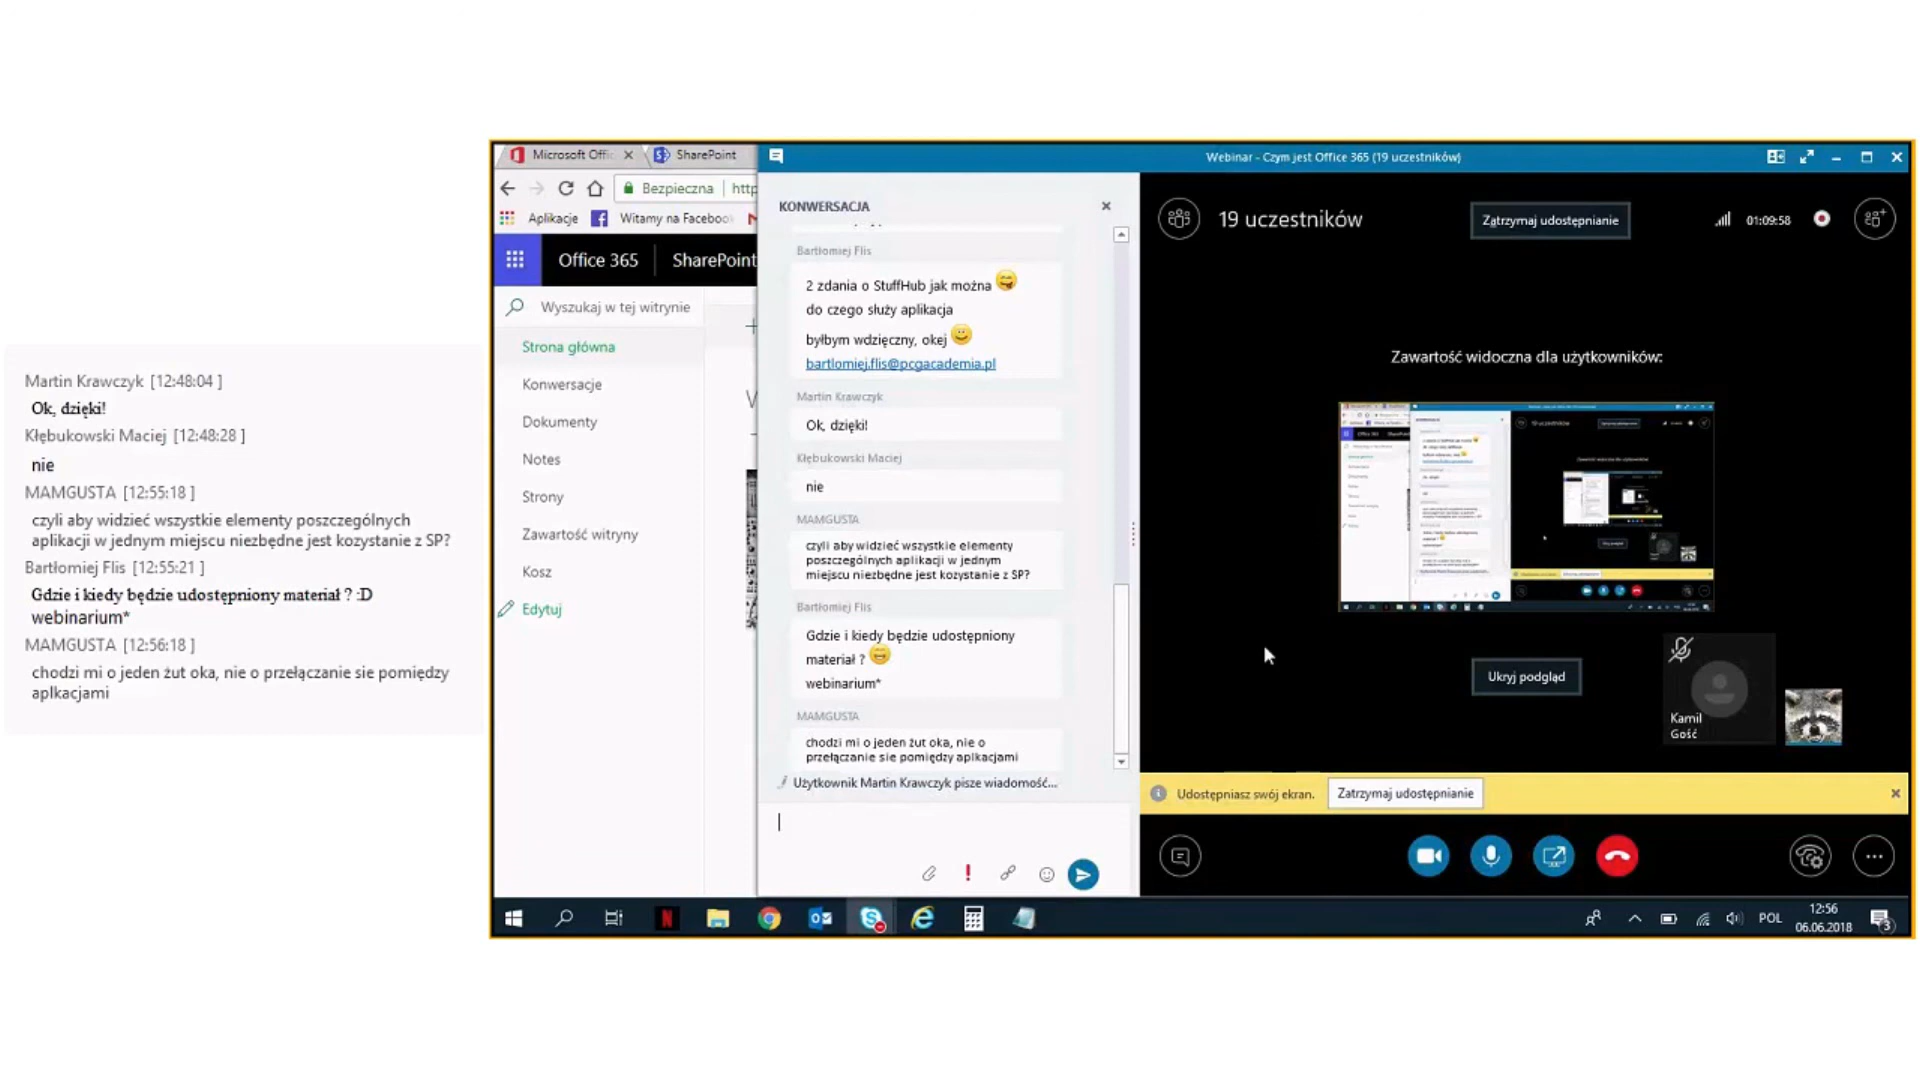 Martin Krawczyk [12:48:04 ]
Ok, dzięki!
Kłębukowski Maciej [12:48:28 ]
nie
MAMGUSTA [12:55:18 ]
czyli aby widzieć wszystkie elementy poszczególnych
aplikacji w jednym miejscu niezbędne jest kozystanie z SP?
Bartłomiej Flis [12:55:21 ]
Gdzie i kiedy będzie udostępniony materiał ? :D
webinarium*
MAMGUSTA [12:56:18 ]
chodzi mi o jeden żut oka, nie o przełączanie sie pomiędzy
aplkacjami
Microsoft Offic
SharePoint
Bezpieczna
http
Aplikacje
Witamy na Facebook
Office 365
SharePoint
Wyszukaj w tej witrynie
Strona główna
Konwersacje
Dokumenty
Notes
Strony
Zawartość witryny
Kosz
Edytuj
KONWERSACJA
Bartłomiej Flis
2 zdania o StuffHub jak można
do czego służy aplikacja
byłbym wdzięczny, okej
bartlomiej.flis@pcgacademia.pl
Martin Krawczyk
Ok, dzięki!
Kłębukowski Maciej
nie
MAMGUSTA
czyli aby widzieć wszystkie elementy
poszczególnych aplikacji w jednym
miejscu niezbędne jest kozystanie z SP?
Bartłomiej Flis
Gdzie i kiedy będzie udostępniony
materiał ?
webinarium*
MAMGUSTA
chodzi mi o jeden żut oka, nie o
przełączanie sie pomiędzy aplkacjami
Użytkownik Martin Krawczyk pisze wiadomość...
Webinar - Czym jest Office 365 (19 uczestników)
19 uczestników
Zatrzymaj udostępnianie
01:09:58
Zawartość widoczna dla użytkowników:
Ukryj podgląd
Kamil
Gość
Udostępniasz swój ekran.
Zatrzymaj udostępnianie
POL
12:56
06.06.2018
3